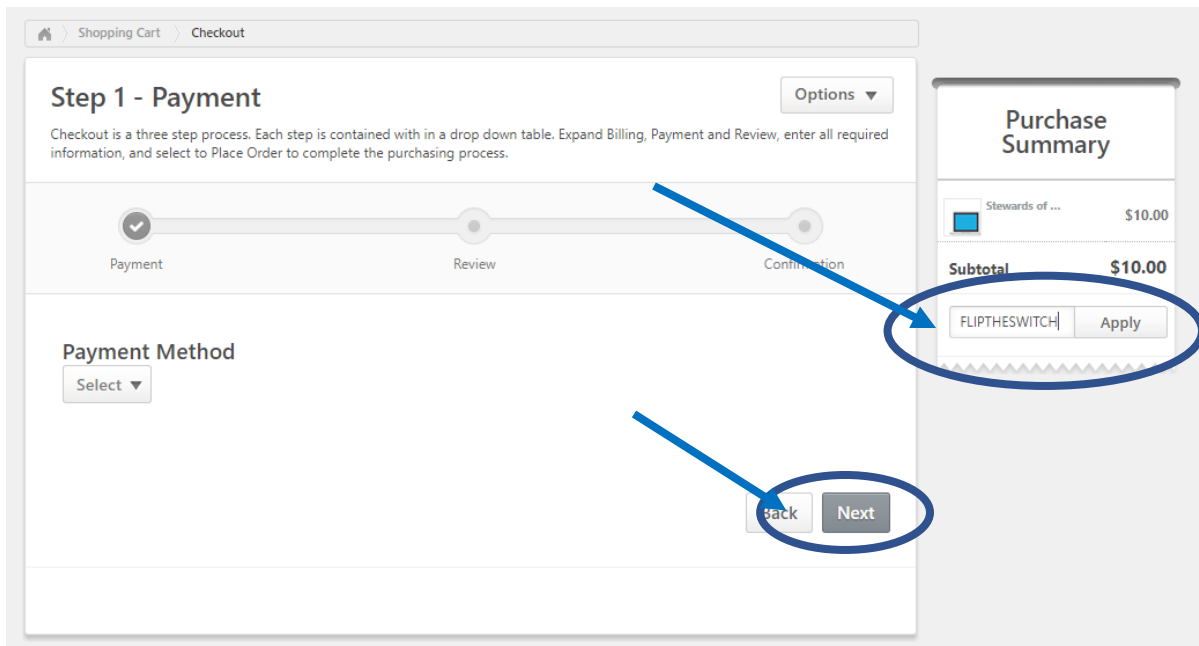 Shopping Cart Checkout
Step 1 - Payment
Options
Checkout is a three step process. Each step is contained with in a drop down table. Expand Billing, Payment and Review, enter all required
information, and select to Place Order to complete the purchasing process.
Payment
Review
Confirmation
Payment Method
Select
Back
Next
Purchase
Summary
Stewards of ...
$10.00
Subtotal
$10.00
FLIPTHESWITCH
Apply